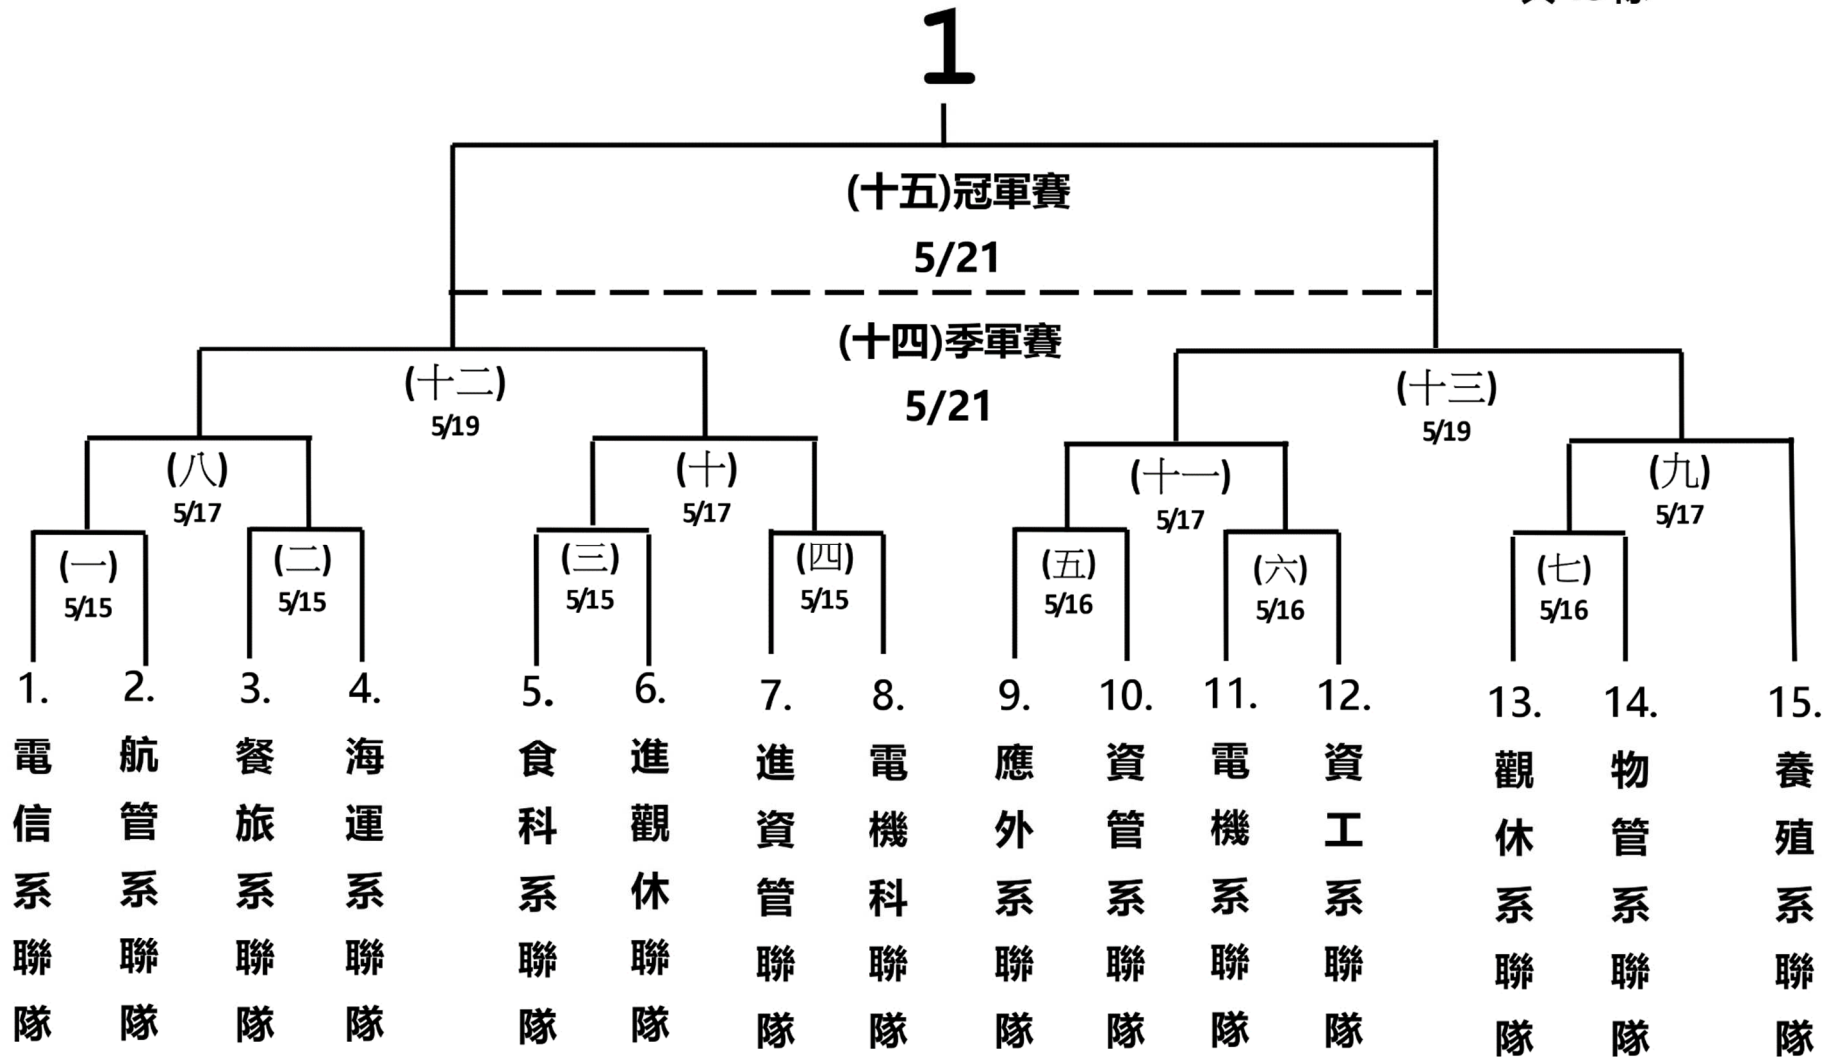 1
(十五)冠軍賽
5/21
(十四)季軍賽
5/21
(十二)
5/19
(十三)
5/19
(八)
5/17
(十)
5/17
(十一)
5/17
(九)
5/17
(一)
5/15
(二)
5/15
(三)
5/15
(四)
5/15
(五)
5/16
(六)
5/16
(七)
5/16
1.
電信系聯隊
2.
航管系聯隊
3.
餐旅系聯隊
4.
海運系聯隊
5.
食科系聯隊
6.
進觀休聯隊
7.
進資管聯隊
8.
電機科聯隊
9.
應外系聯隊
10.
資管系聯隊
11.
電機系聯隊
12.
資工系聯隊
13.
觀休系聯隊
14.
物管系聯隊
15.
養殖系聯隊